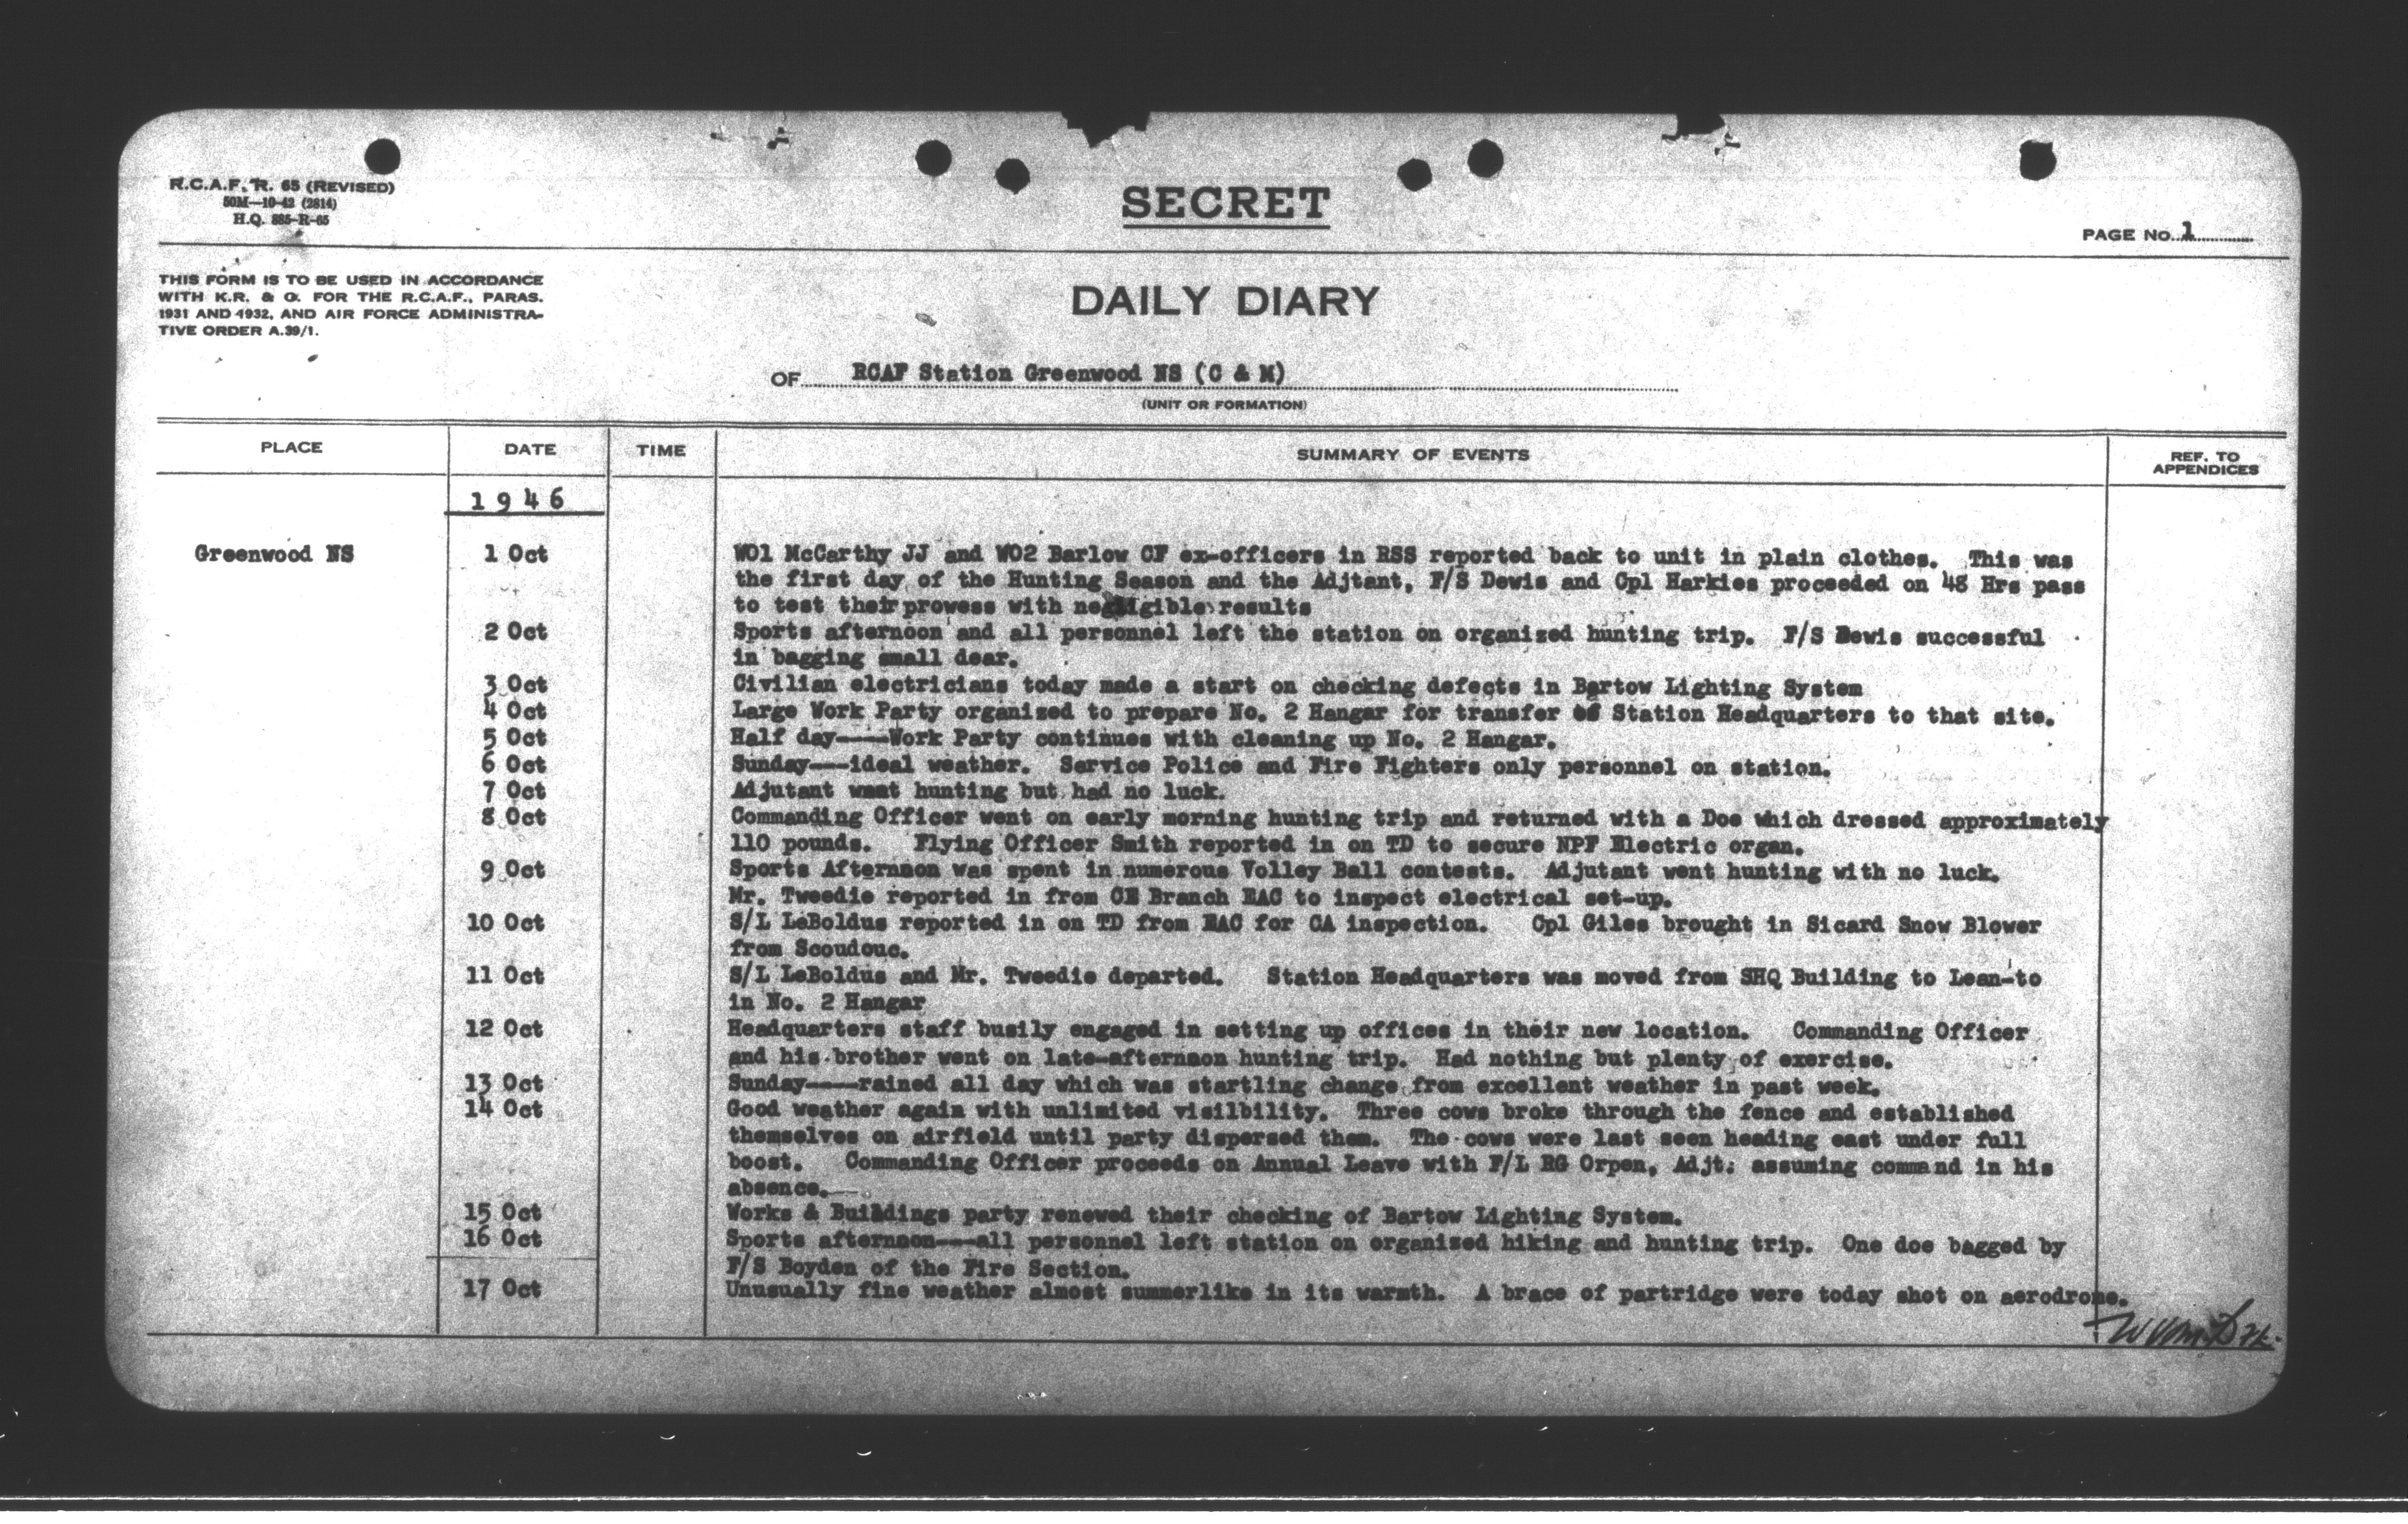 R.C.A.F. R. 65 (REVISED)
50M—10-42 (2814)
H.Q. 885-R-65
SECRET
PAGE No. 1
THIS FORM IS TO BE USED IN ACCORDANCE
WITH K.R. & O. FOR THE R.C.A.F., PARAS.
1931 AND 1932, AND AIR FORCE ADMINISTRA-
TIVE ORDER A.39/1.
DAILY DIARY
OF RCAF Station Greenwood NS (C & M)
(UNIT OR FORMATION)
PLACE DATE TIME SUMMARY OF EVENTS REF. TO APPENDICES
1946
Greenwood NS 1 Oct WO1 McCarthy JJ and WO2 Barlow CF ex-officers in RSS reported back to unit in plain clothes. This was
the first day of the Hunting Season and the Adjtant, F/S Dewis and Cpl Harkies proceeded on 48 Hrs pass
to test their prowess with negligible results
2 Oct Sports afternoon and all personnel left the station on organized hunting trip. F/S Dewis successful
in bagging small dear.
3 Oct Civilian electricians today made a start on checking defects in Bartow Lighting System
4 Oct Large Work Party organized to prepare No. 2 Hangar for transfer of Station Headquarters to that site.
5 Oct Half day----Work Party continues with cleaning up No. 2 Hangar.
6 Oct Sunday---ideal weather. Service Police and Fire Fighters only personnel on station.
7 Oct Adjutant went hunting but had no luck.
8 Oct Commanding Officer went on early morning hunting trip and returned with a Doe which dressed approximately
110 pounds. Flying Officer Smith reported in on TD to secure NPF Electric organ.
9 Oct Sports Afternnon was spent in numerous Volley Ball contests. Adjutant went hunting with no luck.
Mr. Tweedie reported in from CE Branch EAC to inspect electrical set-up.
10 Oct S/L LeBoldus reported in on TD from EAC for CA inspection. Cpl Giles brought in Sicard Snow Blower
from Scoudouc.
11 Oct S/L LeBoldus and Mr. Tweedie departed. Station Headquarters was moved from SHQ Building to Lean-to
in No. 2 Hangar
12 Oct Headquarters staff busily engaged in setting up offices in their new location. Commanding Officer
and his brother went on late-afternnon hunting trip. Had nothing but plenty of exercise.
13 Oct Sunday----rained all day which was startling change from excellent weather in past week.
14 Oct Good weather again with unlimited visilbility. Three cows broke through the fence and established
themselves on airfield until party dispersed them. The cows were last seen heading east under full
boost. Commanding Officer proceeds on Annual Leave with F/L RG Orpen, Adjt. assuming command in his
absence.
15 Oct Works & Buildings party renewed their checking of Bartow Lighting System.
16 Oct Sports afternnon---all personnel left station on organized hiking and hunting trip. One doe bagged by
F/S Boyden of the Fire Section.
17 Oct Unusually fine weather almost summerlike in its warmth. A brace of partridge were today shot on aerodrome.